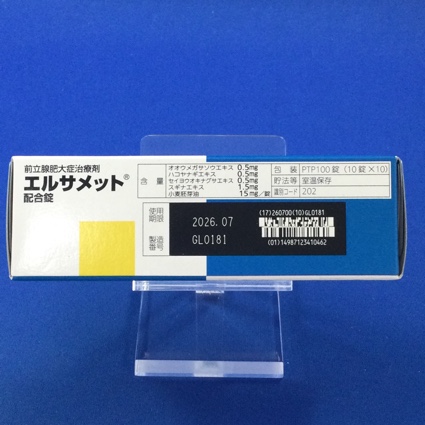 前立腺肥大症治療剤
エルサメット®
配合錠
含量
オオウメガサソウエキス 0.5mg
ハコヤナギエキス 0.5mg
セイヨウオキナグサエキス 0.5mg
スギナエキス 1.5mg
小麦胚芽油 15mg/錠
包装 PTP100錠(10錠×10)
貯法等 室温保存
識別コード 202
使用期限 2026.07
製造番号 GL0181
(17)260700(10)GL0181
(01)14987123410462